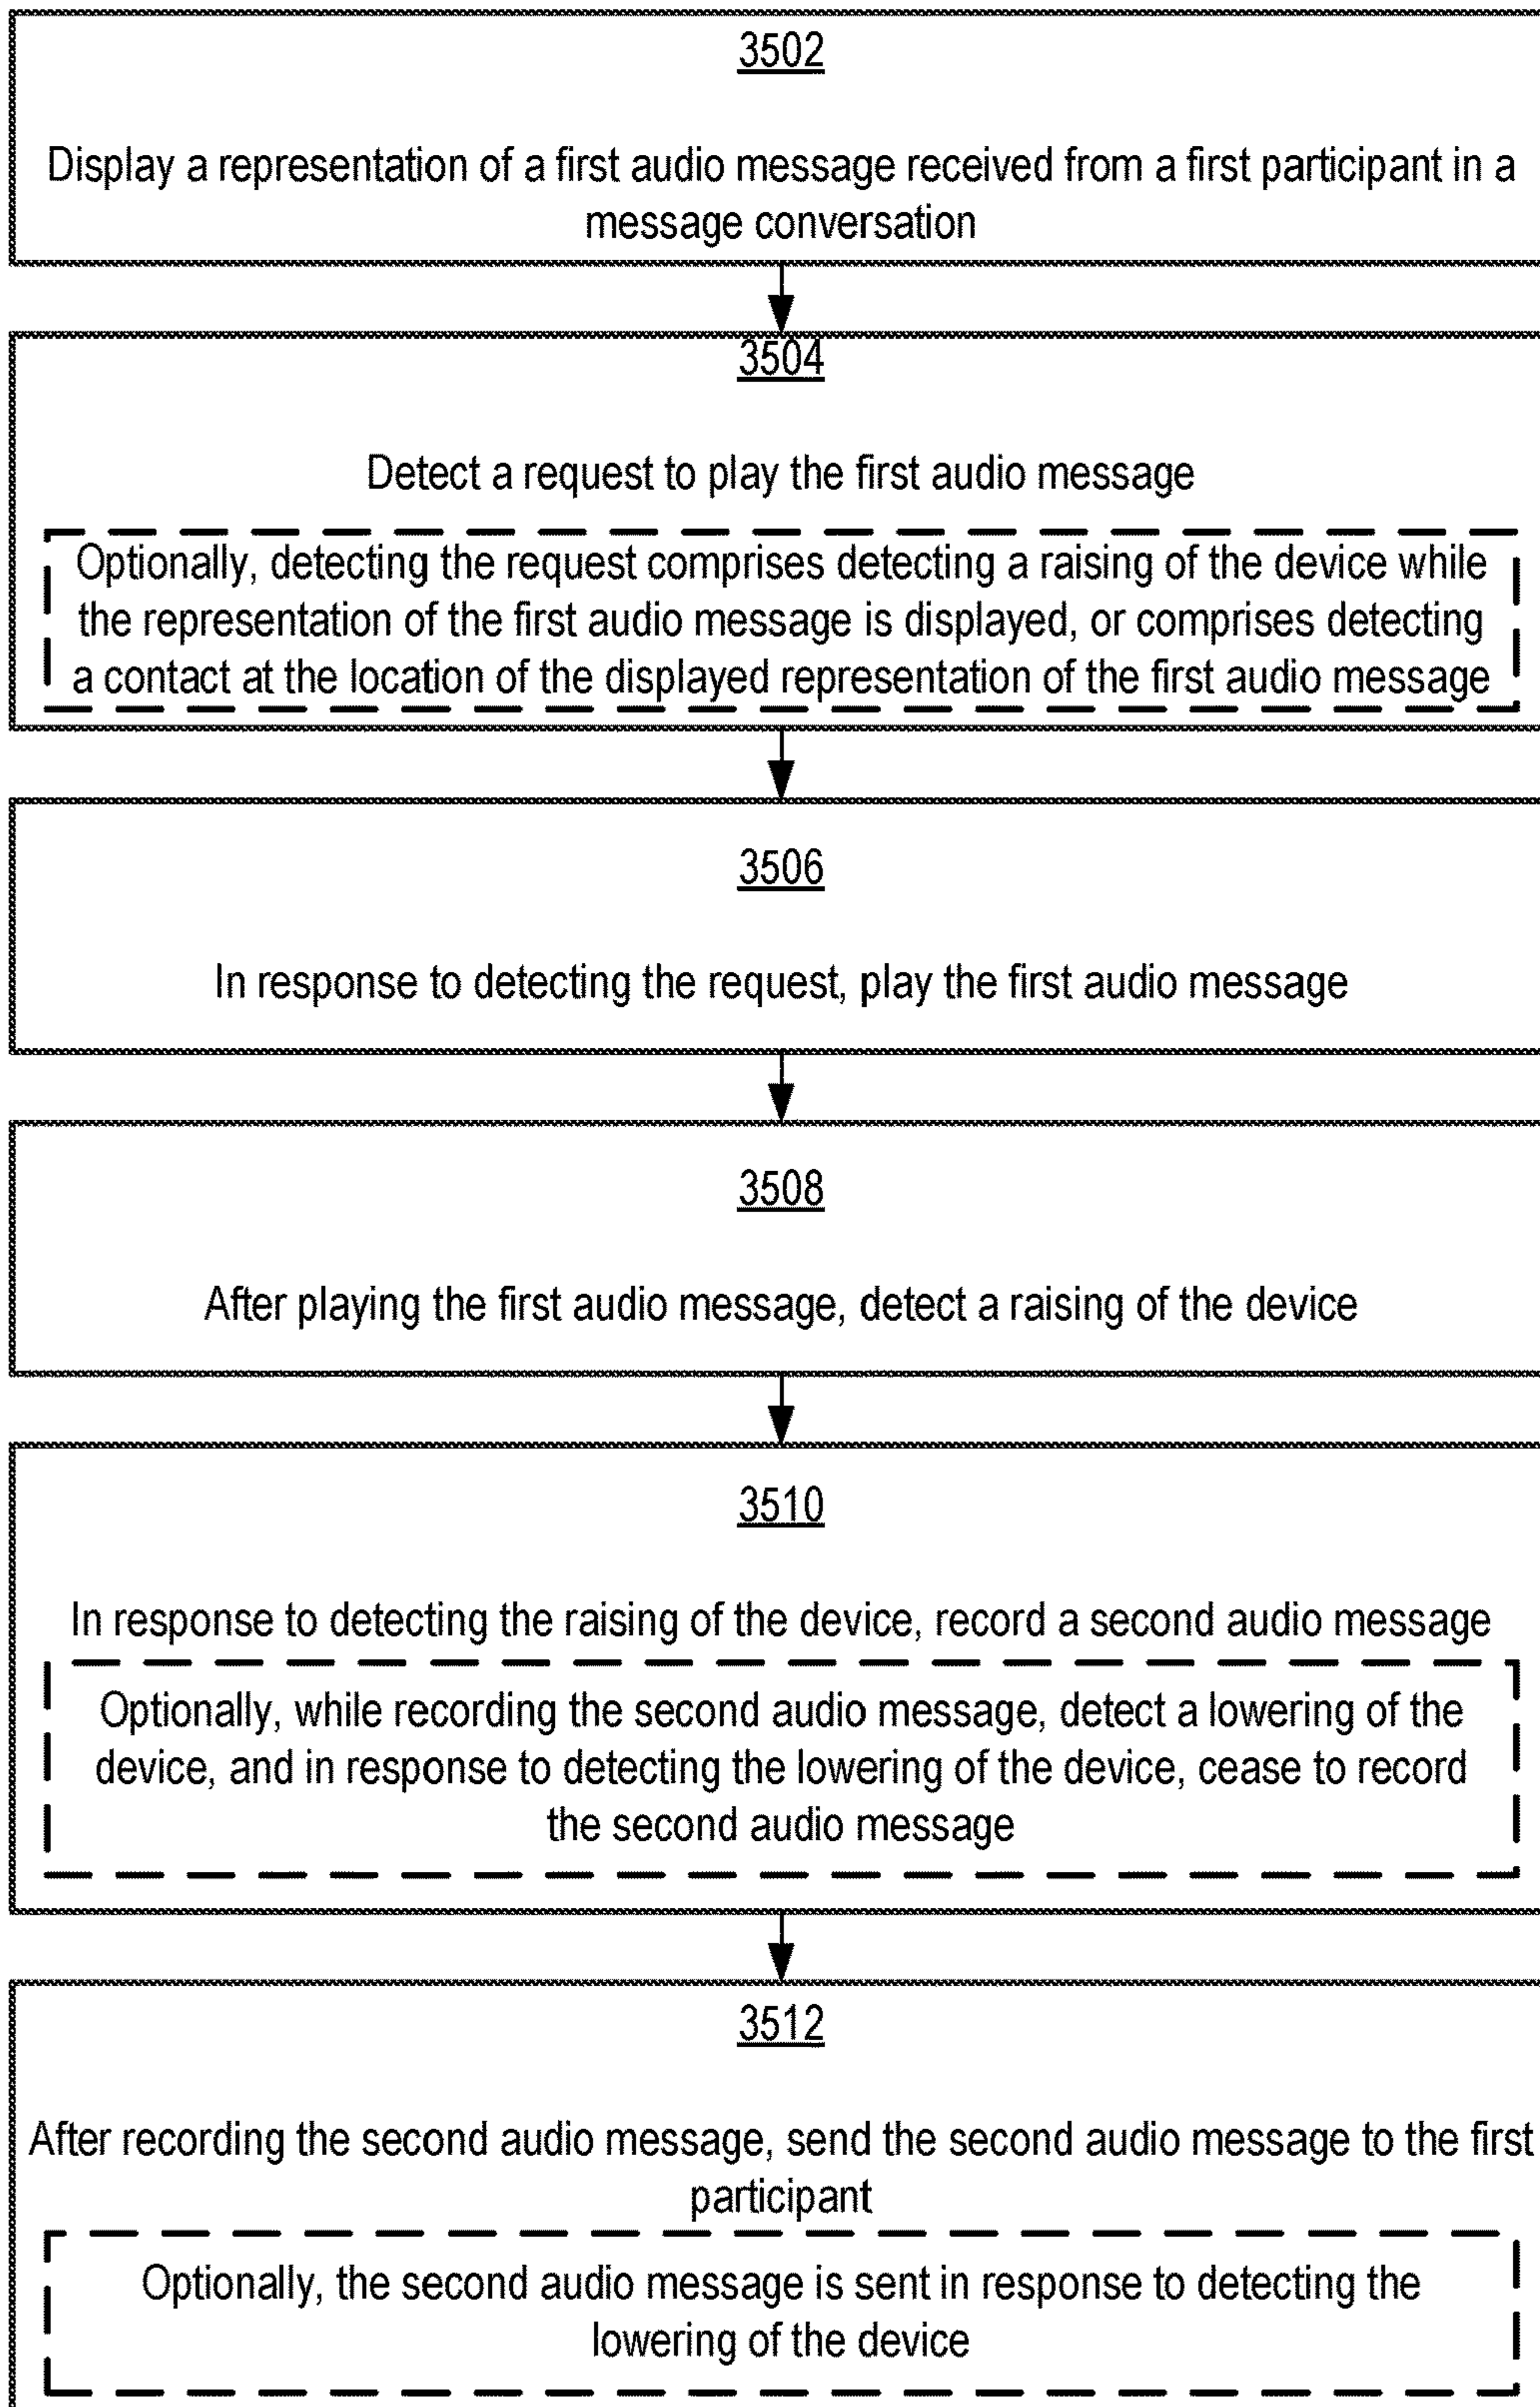 3502
Display a representation of a first audio message received from a first participant in a
message conversation
3504
Detect a request to play the first audio message
Optionally, detecting the request comprises detecting a raising of the device while
the representation of the first audio message is displayed, or comprises detecting
a contact at the location of the displayed representation of the first audio message
3506
In response to detecting the request, play the first audio message
3508
After playing the first audio message, detect a raising of the device
3510
In response to detecting the raising of the device, record a second audio message
Optionally, while recording the second audio message, detect a lowering of the
device, and in response to detecting the lowering of the device, cease to record
the second audio message
3512
After recording the second audio message, send the second audio message to the first
participant
Optionally, the second audio message is sent in response to detecting the
lowering of the device